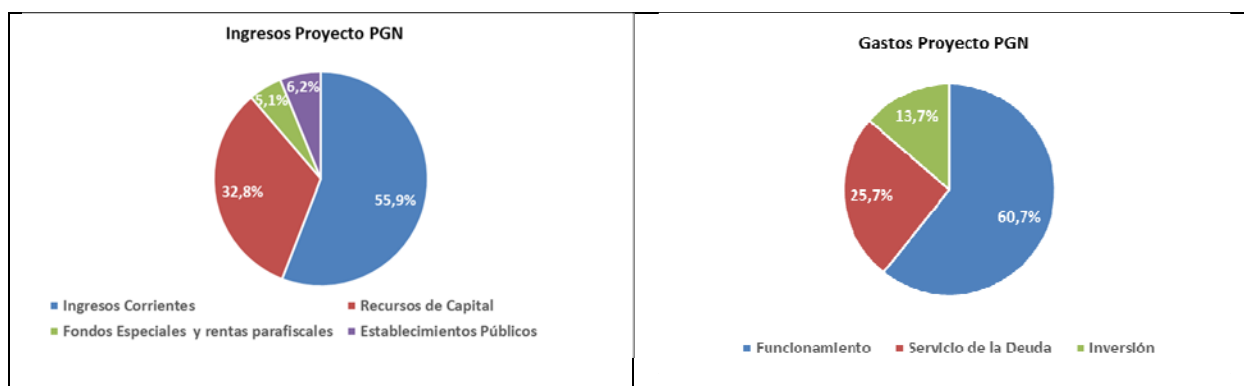 Ingresos Proyecto PGN
6,2%
5,1%
32,8%
55,9%
Ingresos Corrientes
Recursos de Capital
Fondos Especiales y rentas parafiscales
Establecimientos Públicos
Gastos Proyecto PGN
13,7%
25,7%
60,7%
Funcionamiento
Servicio de la Deuda
Inversión